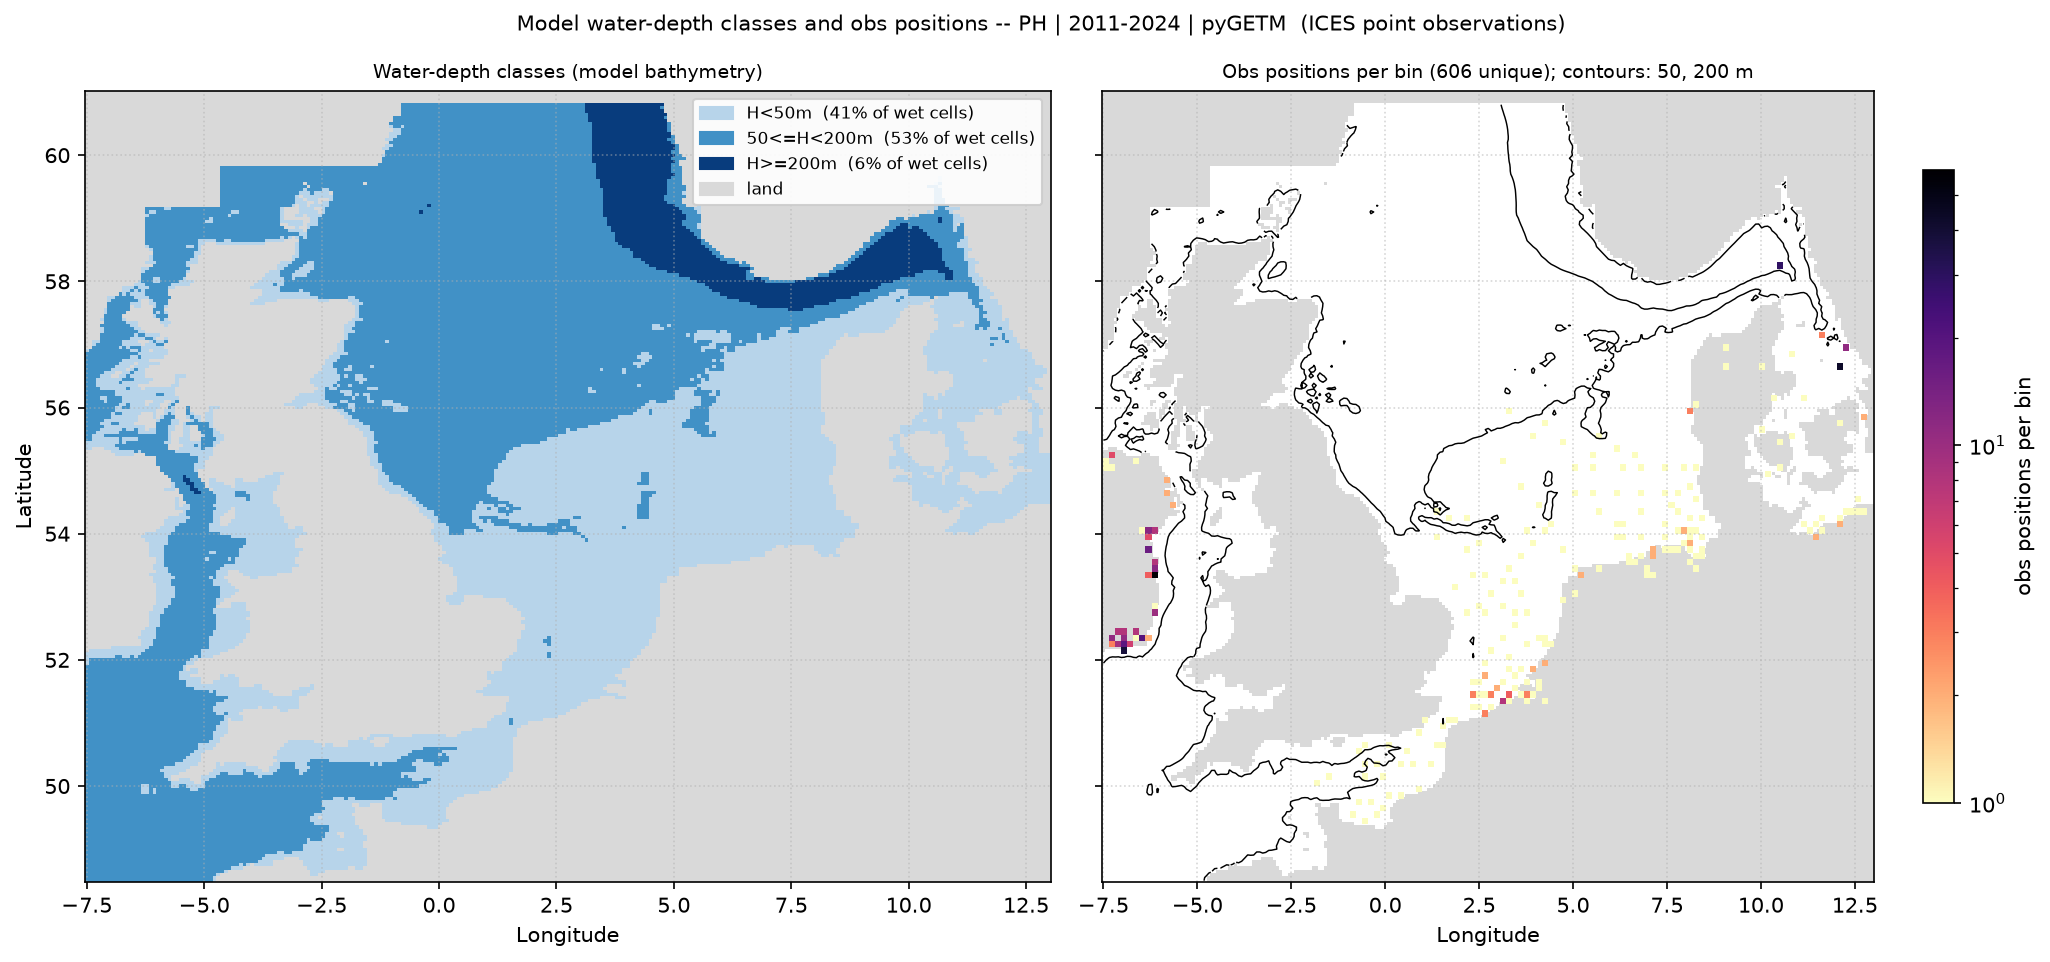 Model water-depth classes and obs positions -- PH | 2011-2024 | pyGETM  (ICES point observations)
Water-depth classes (model bathymetry)
H<50m  (41% of wet cells)
50<=H<200m  (53% of wet cells)
H>=200m  (6% of wet cells)
land
60
58
56
54
52
50
Latitude
−7.5
−5.0
−2.5
0.0
2.5
5.0
7.5
10.0
12.5
Longitude
Obs positions per bin (606 unique); contours: 50, 200 m
−7.5
−5.0
−2.5
0.0
2.5
5.0
7.5
10.0
12.5
Longitude
10¹
10⁰
obs positions per bin